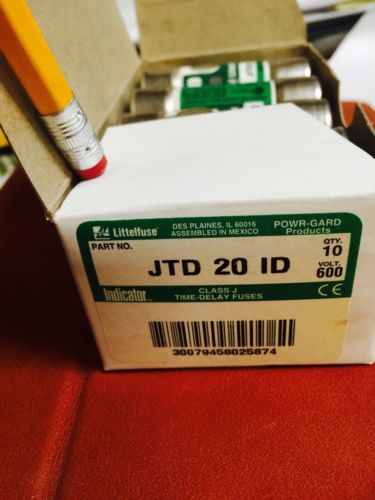 Littelfuse®
DES PLAINES, IL 60016
ASSEMBLED IN MEXICO
POWR-GARD
Products
PART NO.
JTD 20 ID
QTY.
10
VOLT.
600
Indicator™
CLASS J
TIME-DELAY FUSES
CE
30079458025874